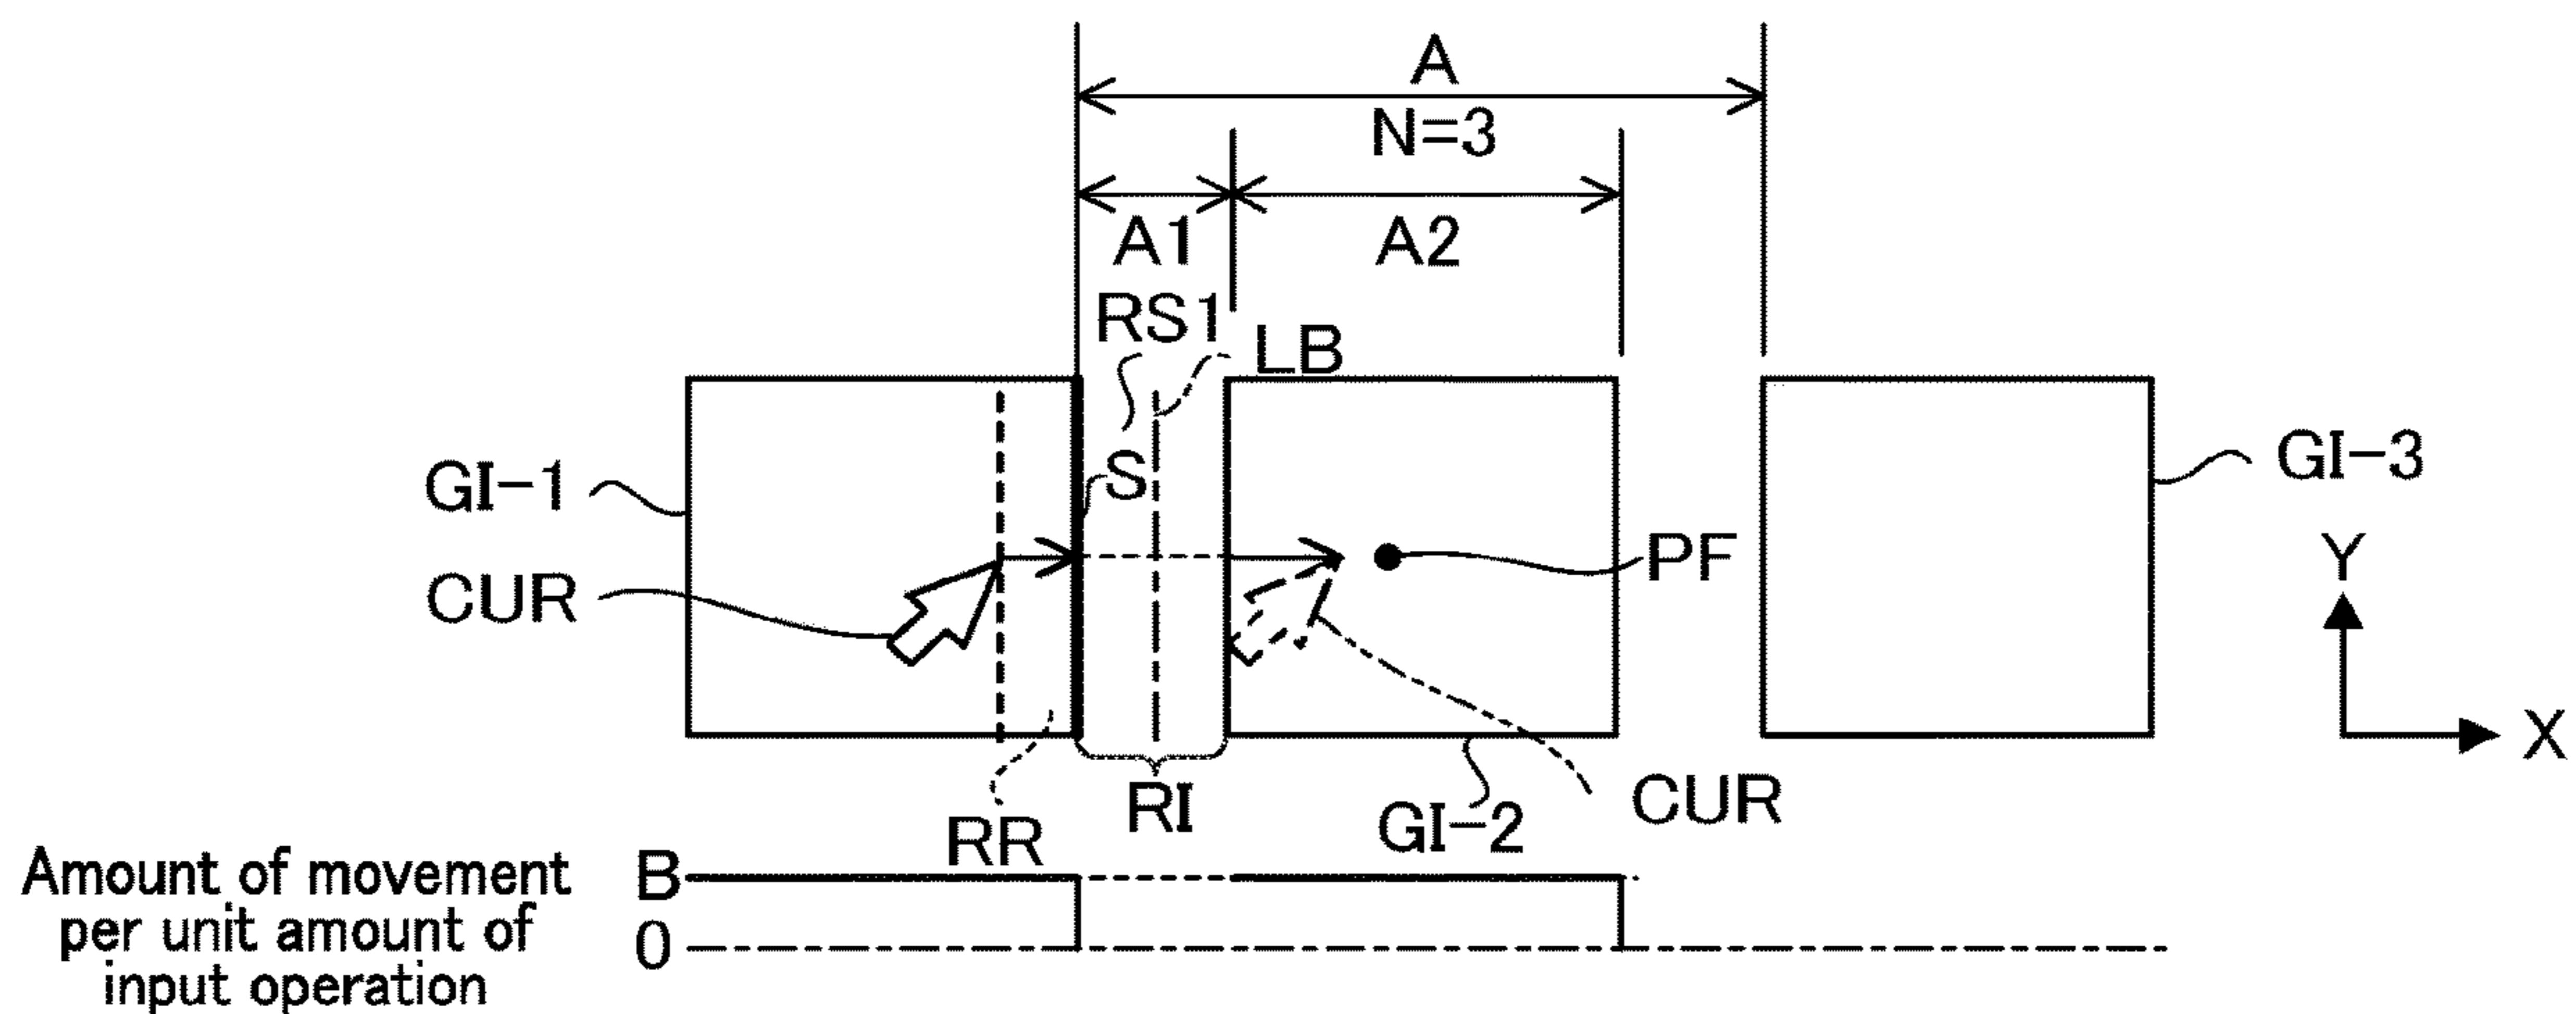 A
N=3
A1
A2
RS1
LB
GI-1
S
GI-3
CUR
PF
Y
X
RI
CUR
RR
GI-2
Amount of movement
per unit amount of
input operation
B
0